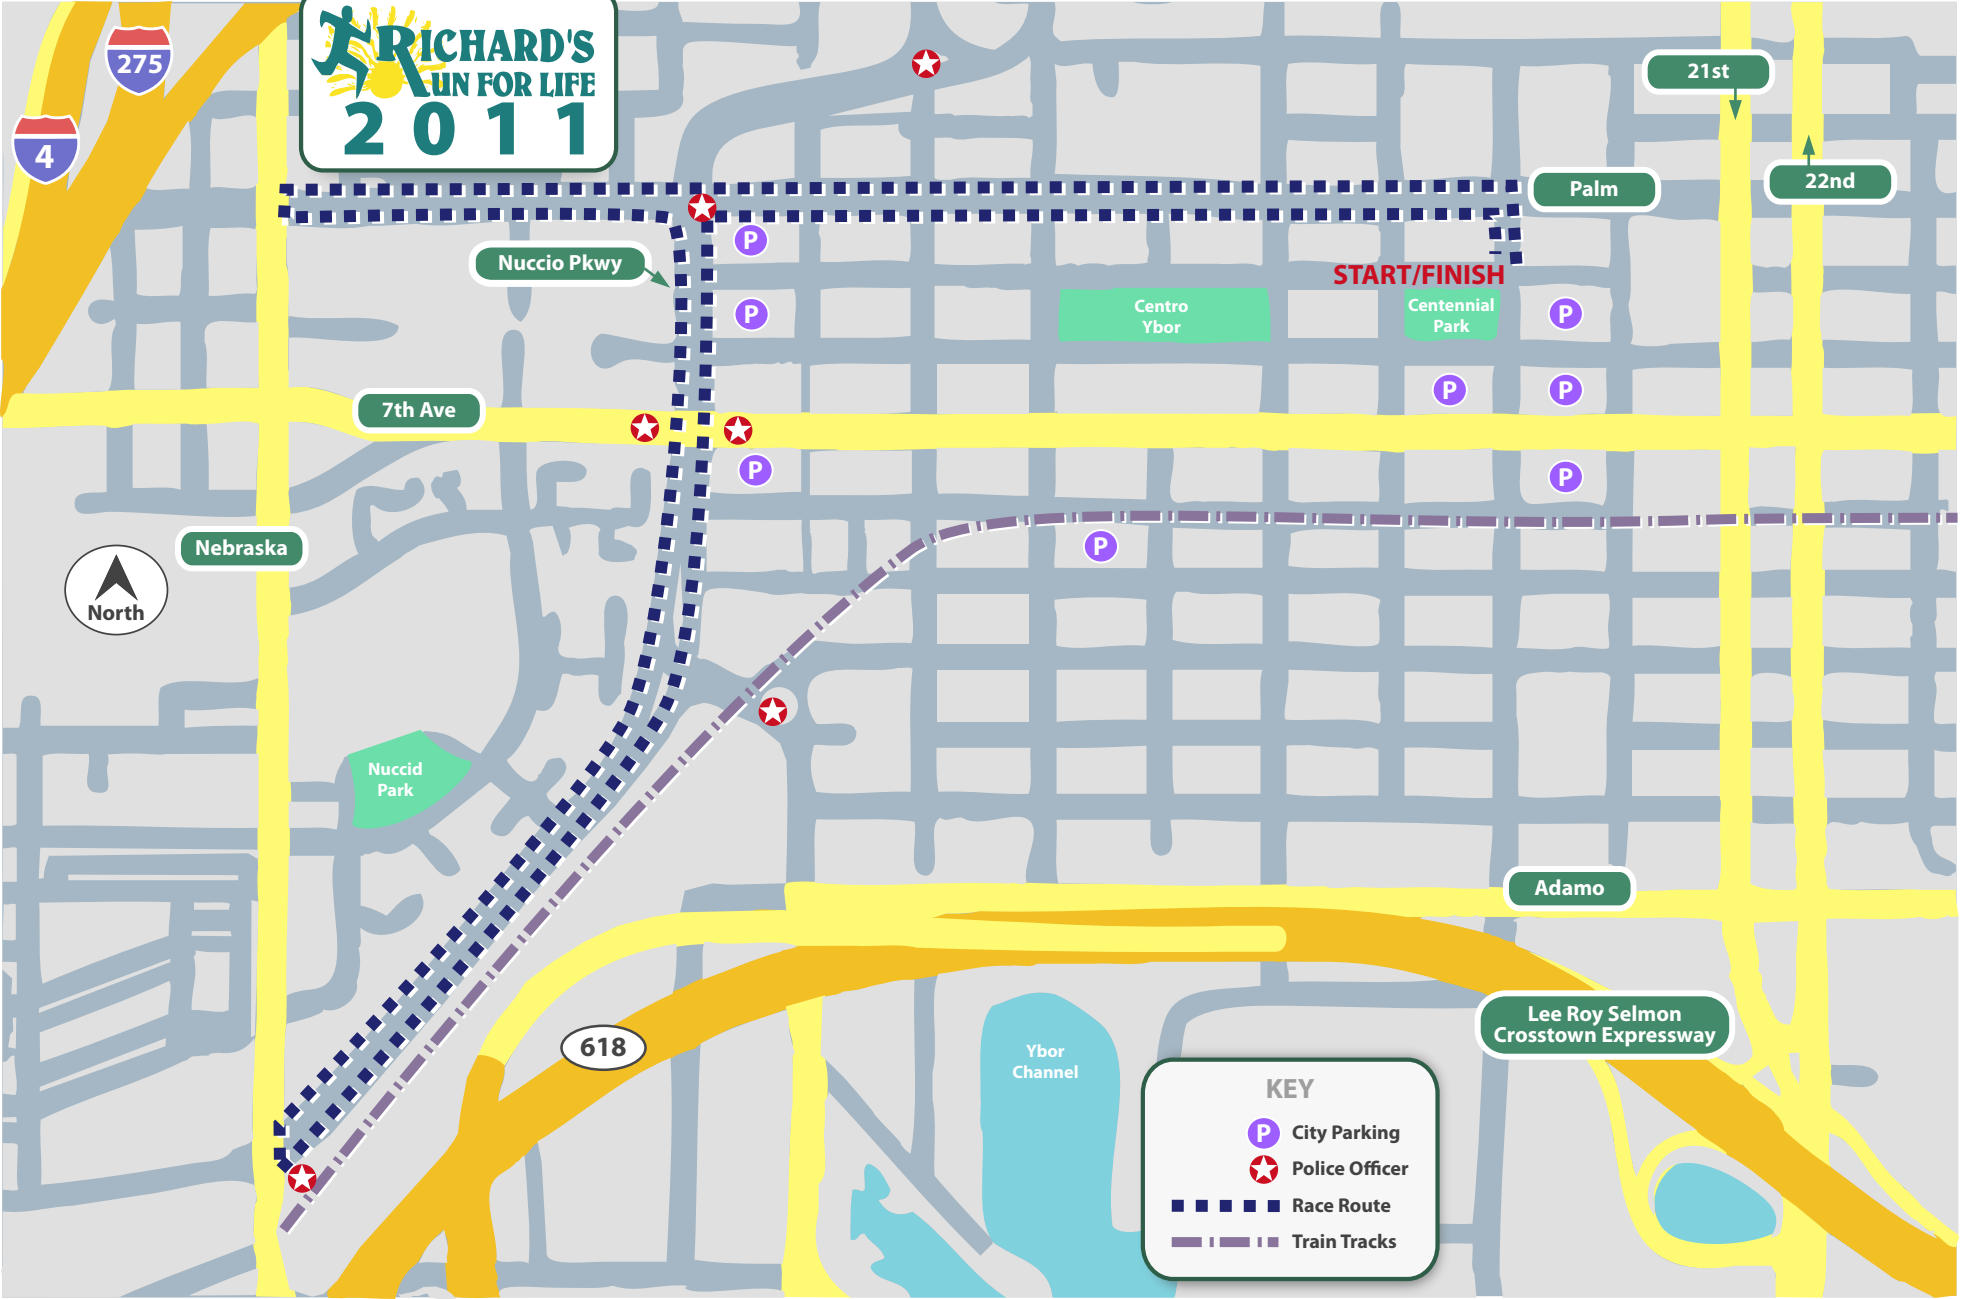 275
4
RICHARD'S
RUN FOR LIFE
2011
21st
22nd
Palm
Nuccio Pkwy
P
START/FINISH
P
Centro
Ybor
Centennial
Park
P
7th Ave
P
P
P
P
Nebraska
P
North
Nuccid
Park
Adamo
618
Lee Roy Selmon
Crosstown Expressway
Ybor
Channel
KEY
P City Parking
Police Officer
Race Route
Train Tracks